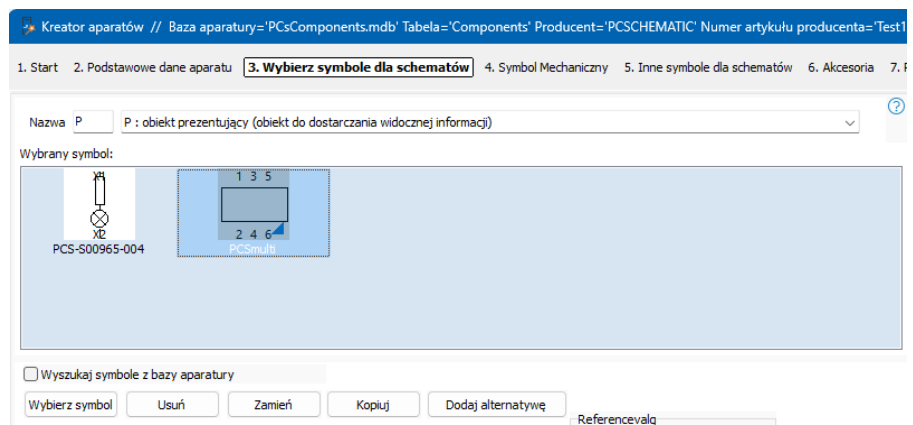 Kreator aparatów // Baza aparatury='PCsComponents.mdb' Tabela='Components' Producent='PCSCHEMATIC' Numer artykułu producenta='Test1
1. Start 2. Podstawowe dane aparatu 3. Wybierz symbole dla schematów 4. Symbol Mechaniczny 5. Inne symbole dla schematów 6. Akcesoria 7.
?
Nazwa P P : obiekt prezentujący (obiekt do dostarczania widocznej informacji)
Wybrany symbol:
1 3 5
X2
2 4 6
PCS-S00965-004 PCSmulti
Wyszukaj symbole z bazy aparatury
Wybierz symbol Usuń Zamień Kopiuj Dodaj alternatywę
Referencevalg